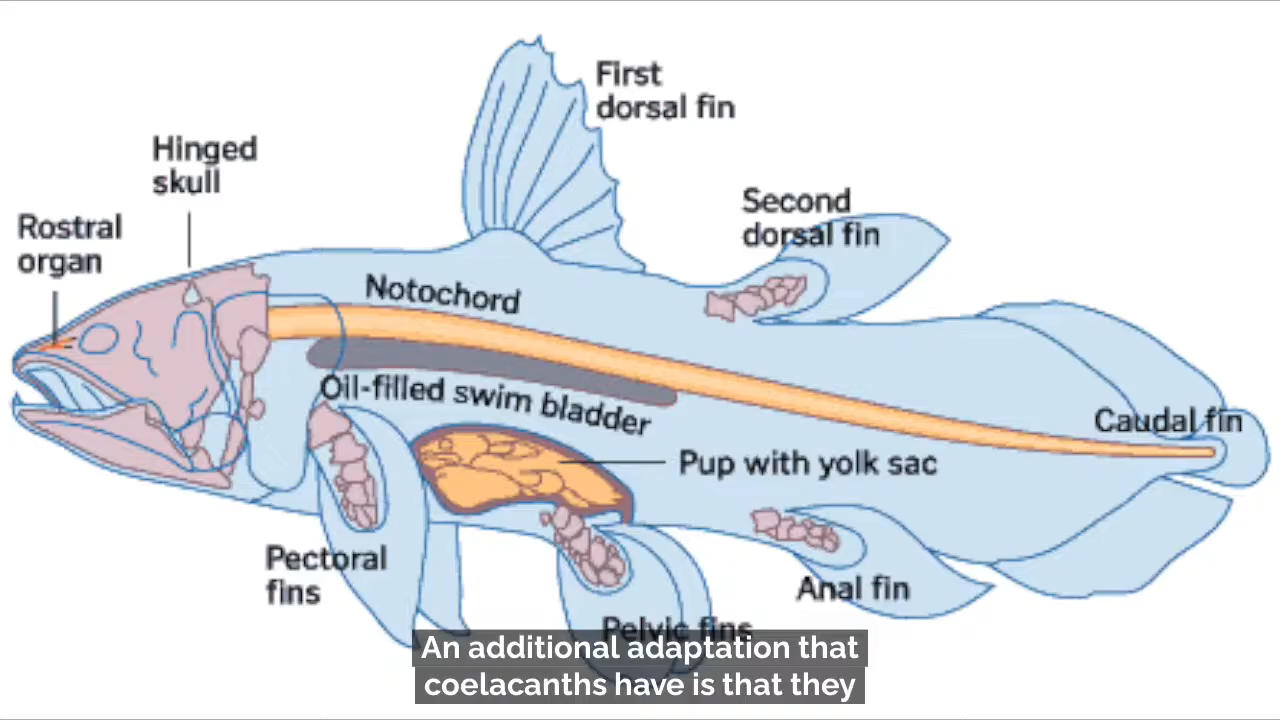 First
dorsal fin
Hinged
skull
Second
dorsal fin
Rostral
organ
Notochord
Oil-filled swim bladder
Caudal fin
Pup with yolk sac
Pectoral
fins
Anal fin
Pelvic fins
An additional adaptation that
coelacanths have is that they